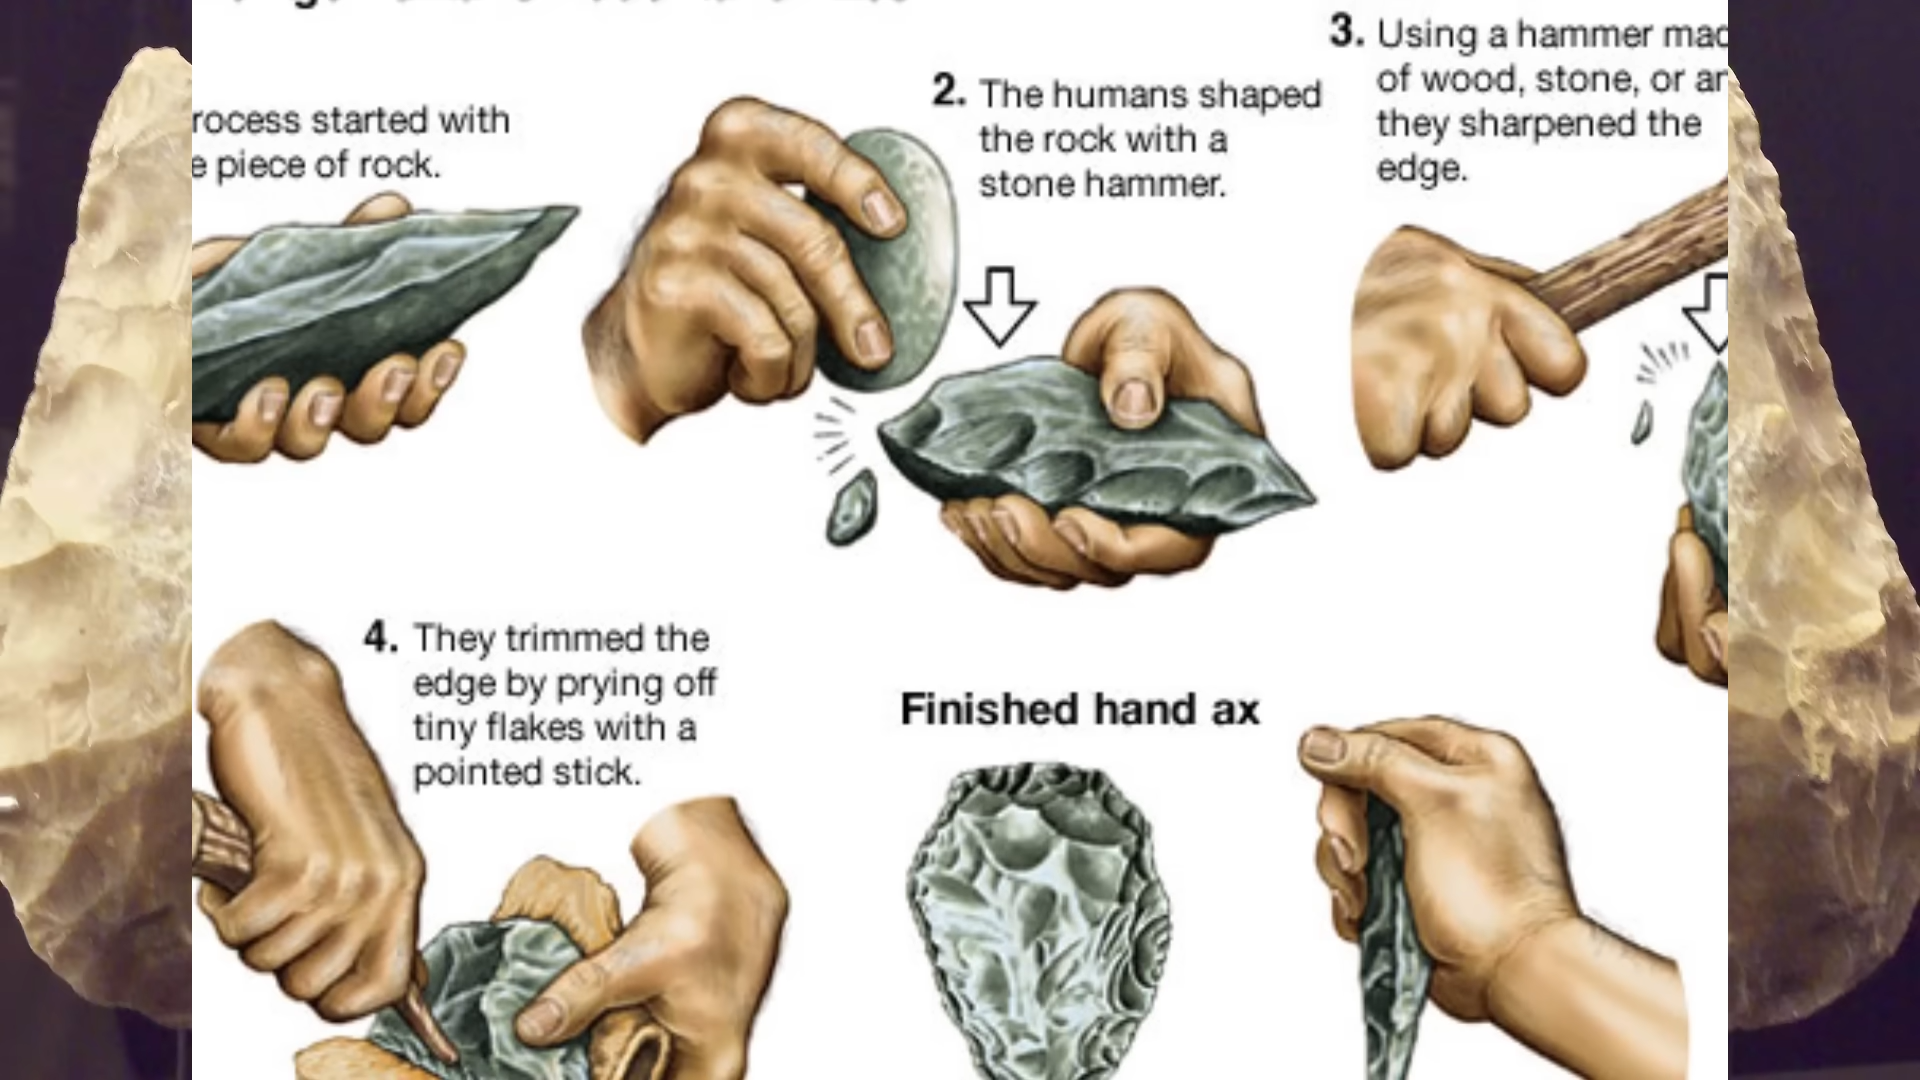 rocess started with
e piece of rock.
2. The humans shaped
the rock with a
stone hammer.
3. Using a hammer mad
of wood, stone, or an
they sharpened the
edge.
4. They trimmed the
edge by prying off
tiny flakes with a
pointed stick.
Finished hand ax